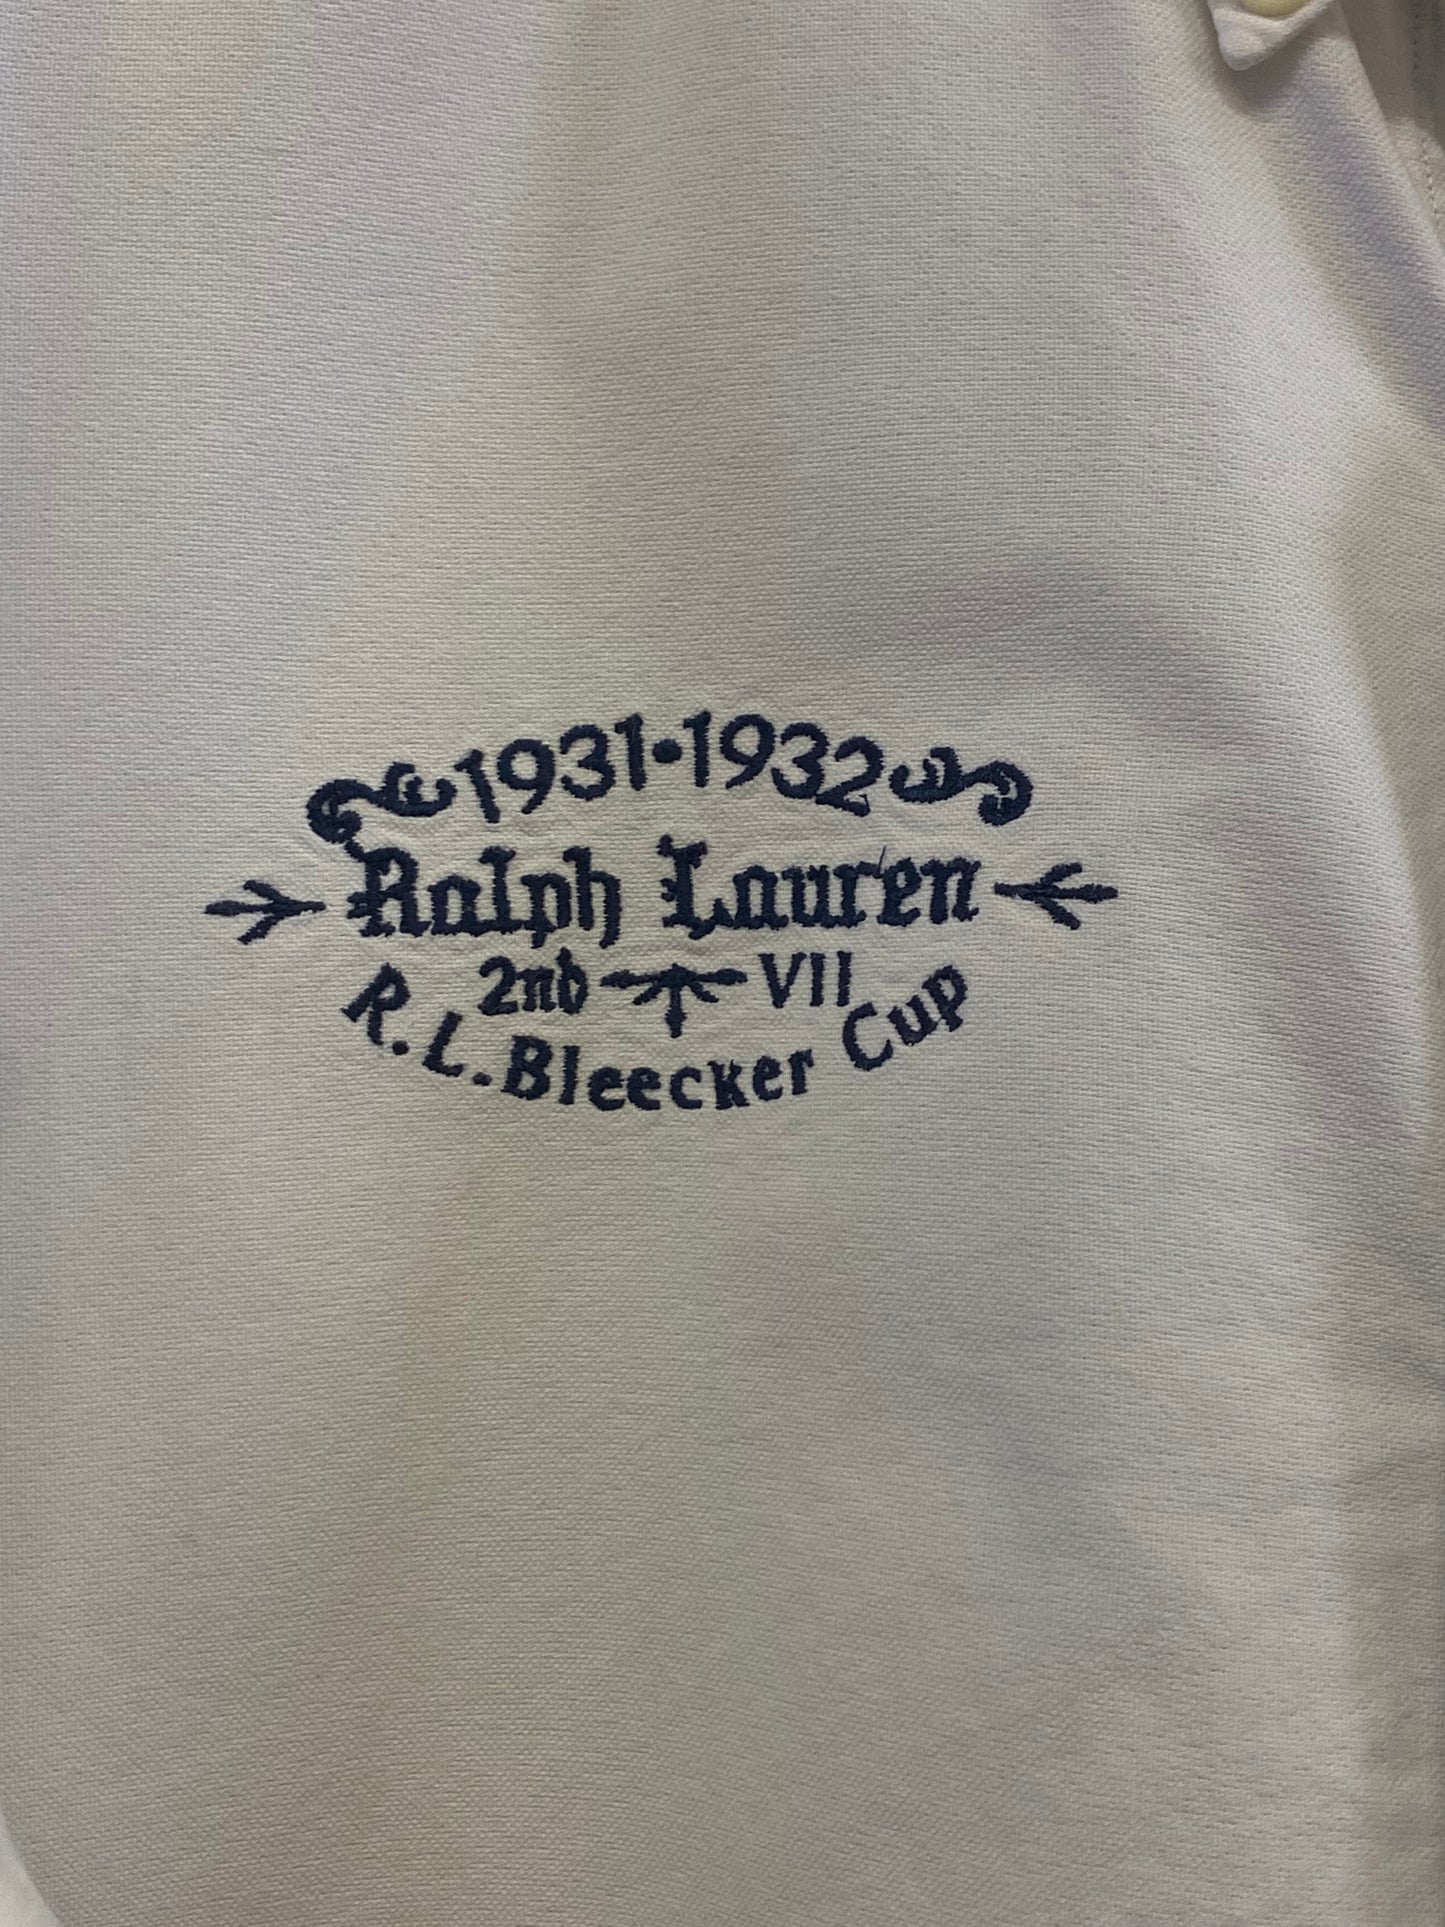 1931·1932
Ralph Lauren
2nd VII
R.L.Bleecker Cup